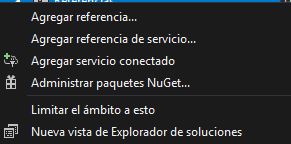 Agregar referencia...
Agregar referencia de servicio...
Agregar servicio conectado
Administrar paquetes NuGet...
Limitar el ámbito a esto
Nueva vista de Explorador de soluciones